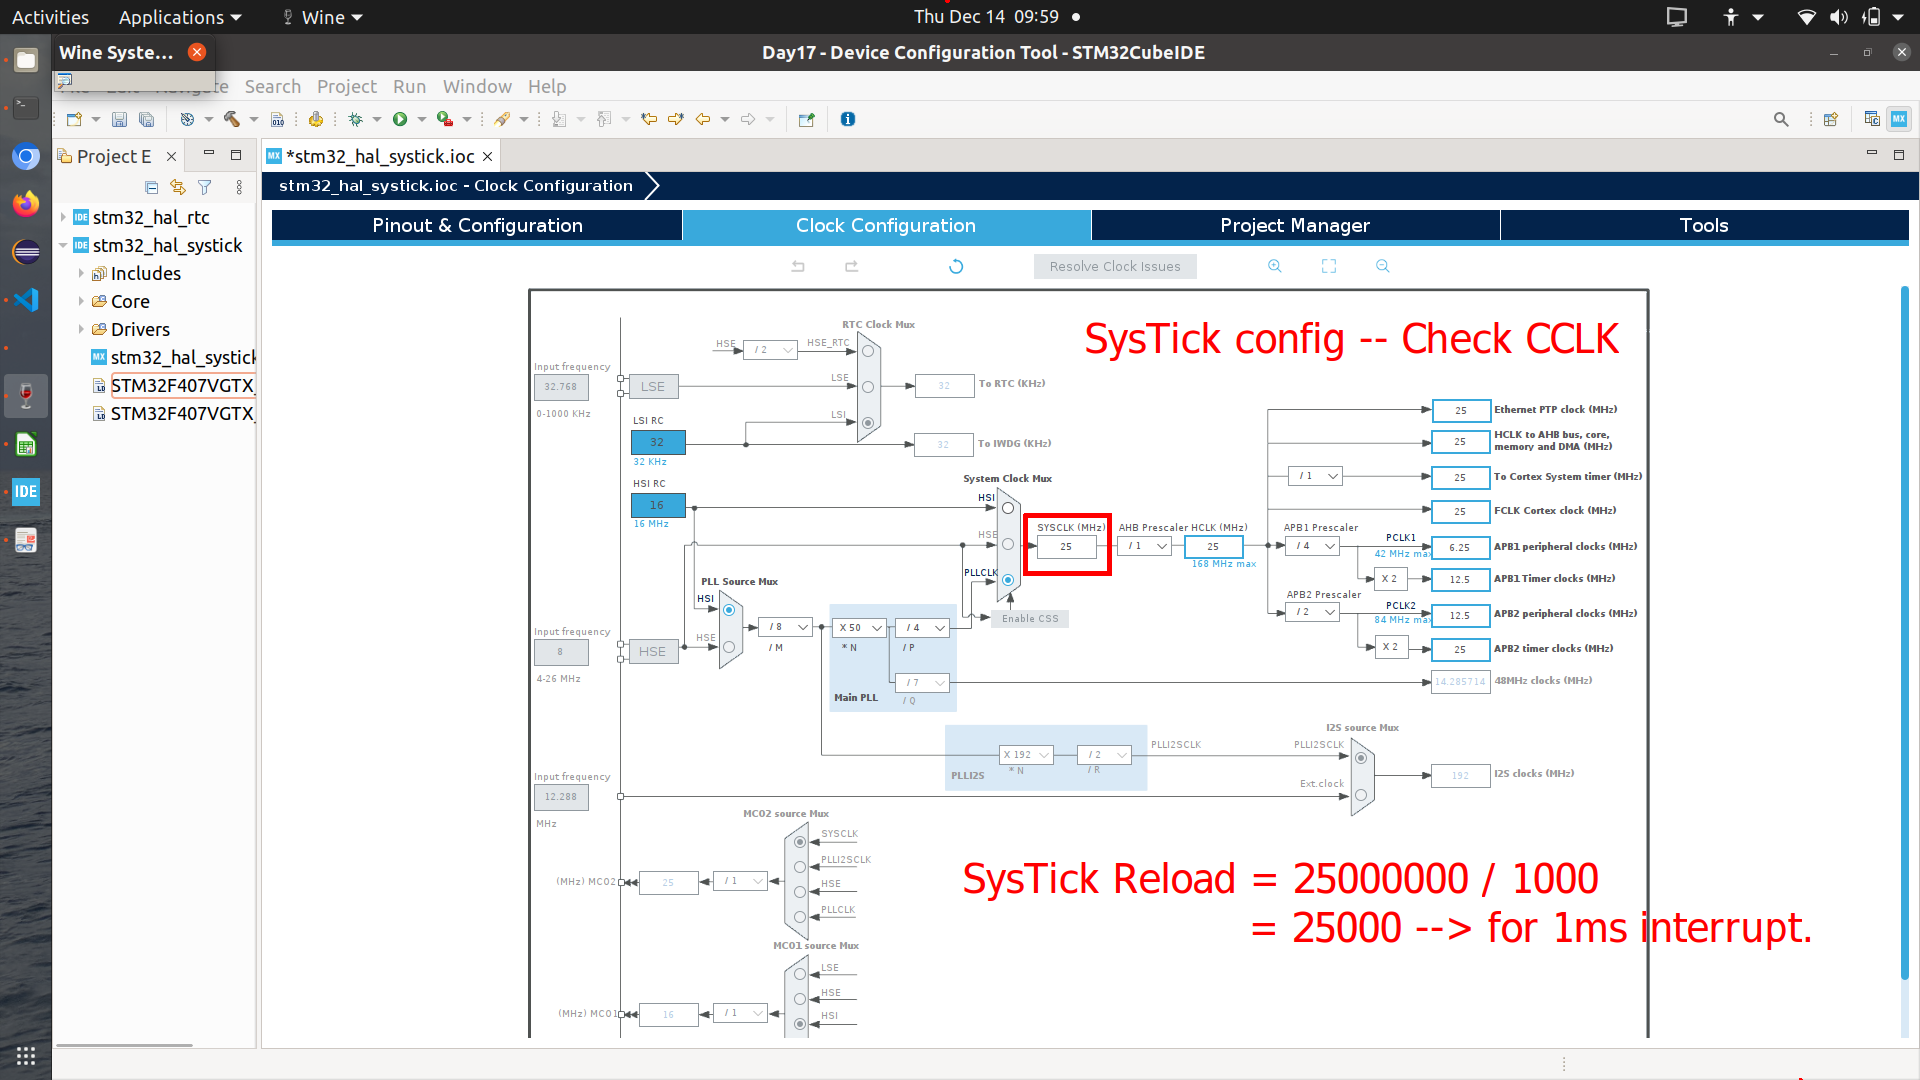 Activities
Applications
Wine
Thu Dec 14 09:59
Wine Syste...
Day17 - Device Configuration Tool - STM32CubeIDE
Search
Project
Run
Window
Help
Project E
*stm32_hal_systick.ioc
stm32_hal_systick.ioc - Clock Configuration
stm32_hal_rtc
stm32_hal_systick
Includes
Core
Drivers
stm32_hal_systick
STM32F407VGTX_
STM32F407VGTX_
Pinout & Configuration
Clock Configuration
Project Manager
Tools
Resolve Clock Issues
SysTick config -- Check CCLK
RTC Clock Mux
HSE
/ 2
HSE_RTC
Input frequency
32.768
LSE
LSE
32
To RTC (KHz)
0-1000 KHz
LSI RC
LSI
32
32
To IWDG (KHz)
32 KHz
HSI RC
16
16 MHz
System Clock Mux
HSI
HSE
PLLCLK
SYSCLK (MHz)
25
AHB Prescaler
/ 1
HCLK (MHz)
25
168 MHz max
25
Ethernet PTP clock (MHz)
25
HCLK to AHB bus, core,
memory and DMA (MHz)
/ 1
25
To Cortex System timer (MHz)
25
FCLK Cortex clock (MHz)
APB1 Prescaler
/ 4
PCLK1
42 MHz max
6.25
APB1 peripheral clocks (MHz)
X 2
12.5
APB1 Timer clocks (MHz)
APB2 Prescaler
/ 2
PCLK2
84 MHz max
12.5
APB2 peripheral clocks (MHz)
X 2
25
APB2 timer clocks (MHz)
14.285714
48MHz clocks (MHz)
Enable CSS
PLL Source Mux
HSI
HSE
/ 8
/ M
X 50
* N
/ 4
/ P
/ 7
/ Q
Main PLL
Input frequency
8
HSE
4-26 MHz
PLLI2S
X 192
* N
/ 2
/ R
PLLI2SCLK
I2S source Mux
PLLI2SCLK
Ext.clock
192
I2S clocks (MHz)
Input frequency
12.288
MHz
MCO2 source Mux
SYSCLK
PLLI2SCLK
HSE
PLLCLK
(MHz) MCO2
25
/ 1
MCO1 source Mux
LSE
HSE
HSI
(MHz) MCO1
16
/ 1
SysTick Reload = 25000000 / 1000
= 25000 --> for 1ms interrupt.
IDE